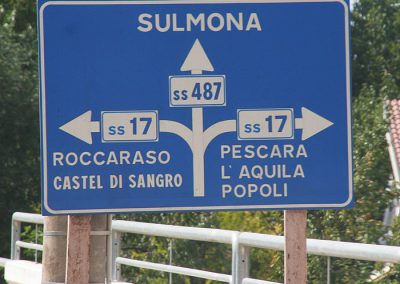 SULMONA
SS 487
SS 17
SS 17
ROCCARASO
CASTEL DI SANGRO
PESCARA
L'AQUILA
POPOLI